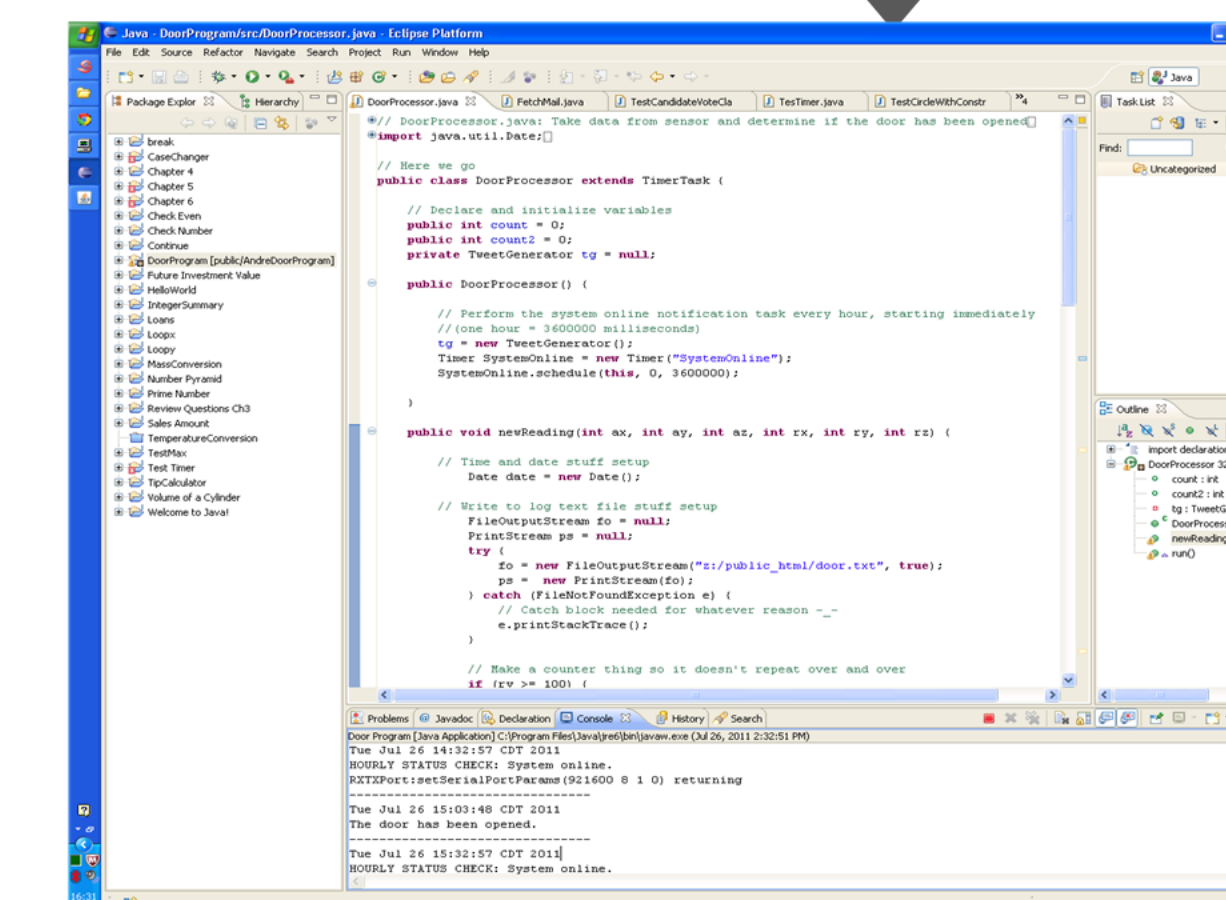 Java - DoorProgram/src/DoorProcessor.java - Eclipse Platform
File Edit Source Refactor Navigate Search Project Run Window Help
Java
Package Explor
Hierarchy
DoorProcessor.java
FetchMail.java
TestCandidateVoteCla
TesTimer.java
TestCircleWithConstr
»4
Task List
Find:
Uncategorized
break
CaseChanger
Chapter 4
Chapter 5
Chapter 6
Check Even
Check Number
Continue
DoorProgram [public/AndreDoorProgram]
Future Investment Value
HelloWorld
IntegerSummary
Loans
Loopx
Loopy
MassConversion
Number Pyramid
Prime Number
Review Questions Ch3
Sales Amount
TemperatureConversion
TestMax
Test Timer
TipCalculator
Volume of a Cylinder
Welcome to Java!
// DoorProcessor.java: Take data from sensor and determine if the door has been opened
import java.util.Date;
// Here we go
public class DoorProcessor extends TimerTask {
// Declare and initialize variables
public int count = 0;
public int count2 = 0;
private TweetGenerator tg = null;
public DoorProcessor() {
// Perform the system online notification task every hour, starting immediately
//(one hour = 3600000 milliseconds)
tg = new TweetGenerator();
Timer SystemOnline = new Timer("SystemOnline");
SystemOnline.schedule(this, 0, 3600000);
}
public void newReading(int ax, int ay, int az, int rx, int ry, int rz) {
// Time and date stuff setup
Date date = new Date();
// Write to log text file stuff setup
FileOutputStream fo = null;
PrintStream ps = null;
try {
fo = new FileOutputStream("z:/public_html/door.txt", true);
ps =  new PrintStream(fo);
} catch (FileNotFoundException e) {
// Catch block needed for whatever reason -_-
e.printStackTrace();
}
// Make a counter thing so it doesn't repeat over and over
if (ry >= 100) {
Outline
import declaration
DoorProcessor 32
count : int
count2 : int
tg : TweetG
DoorProcess
newReading
run()
Problems
@ Javadoc
Declaration
Console
History
Search
Door Program [Java Application] C:\Program Files\Java\jre6\bin\javaw.exe (Jul 26, 2011 2:32:51 PM)
Tue Jul 26 14:32:57 CDT 2011
HOURLY STATUS CHECK: System online.
RXTXPort:setSerialPortParams(921600 8 1 0) returning
--------------------------------
Tue Jul 26 15:03:48 CDT 2011
The door has been opened.
--------------------------------
Tue Jul 26 15:32:57 CDT 2011
HOURLY STATUS CHECK: System online.
16:31